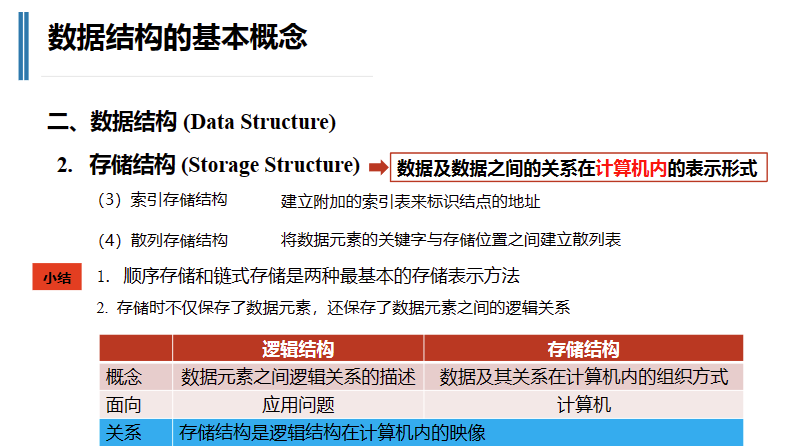 数据结构的基本概念
二、数据结构 (Data Structure)
2. 存储结构 (Storage Structure) 数据及数据之间的关系在计算机内的表示形式
（3）索引存储结构 建立附加的索引表来标识结点的地址
（4）散列存储结构 将数据元素的关键字与存储位置之间建立散列表
小结 1. 顺序存储和链式存储是两种最基本的存储表示方法
2. 存储时不仅保存了数据元素，还保存了数据元素之间的逻辑关系
逻辑结构 存储结构
概念 数据元素之间逻辑关系的描述 数据及其关系在计算机内的组织方式
面向 应用问题 计算机
关系 存储结构是逻辑结构在计算机内的映像